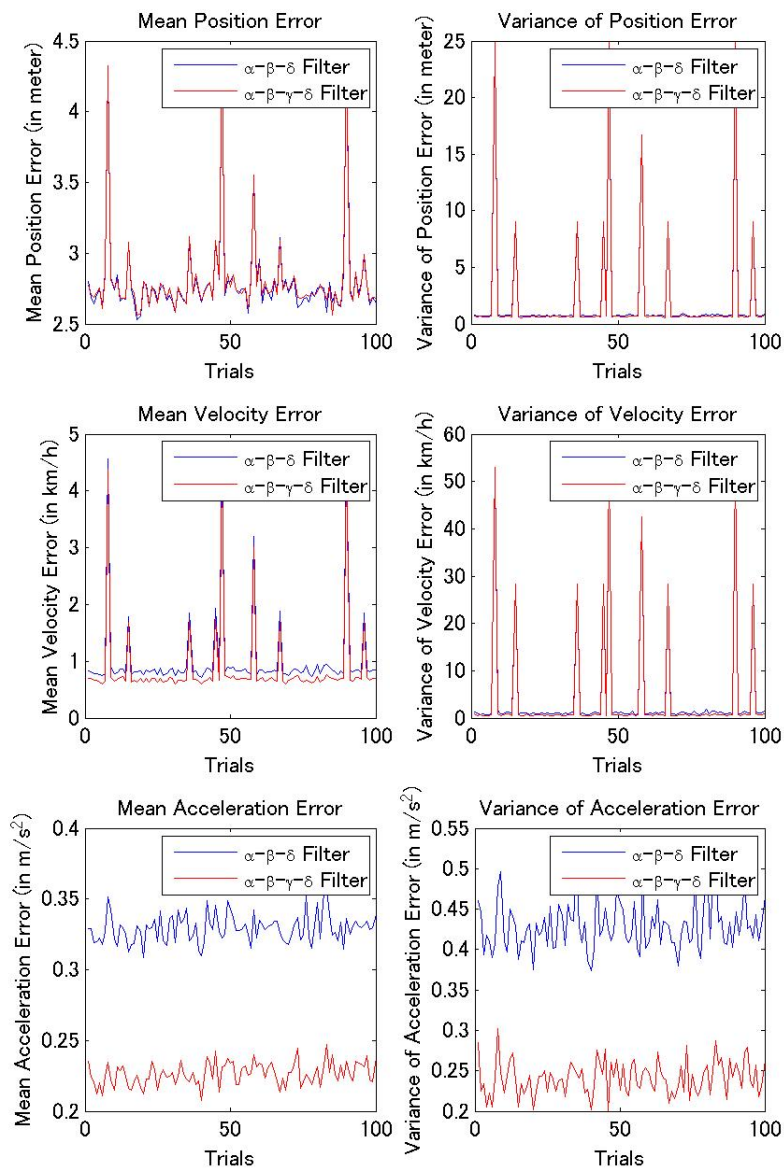 Mean Position Error
Mean Position Error (in meter)
4.5
4
3.5
3
2.5
α-β-δ Filter
α-β-γ-δ Filter
0
50
100
Trials
Variance of Position Error
Variance of Position Error (in meter)
25
20
15
10
5
0
α-β-δ Filter
α-β-γ-δ Filter
0
50
100
Trials
Mean Velocity Error
Mean Velocity Error (in km/h)
5
4
3
2
1
0
α-β-δ Filter
α-β-γ-δ Filter
0
50
100
Trials
Variance of Velocity Error
Variance of Velocity Error (in km/h)
60
50
40
30
20
10
0
α-β-δ Filter
α-β-γ-δ Filter
0
50
100
Trials
Mean Acceleration Error
Mean Acceleration Error (in m/s²)
0.4
0.35
0.3
0.25
0.2
α-β-δ Filter
α-β-γ-δ Filter
0
50
100
Trials
Variance of Acceleration Error
Variance of Acceleration Error (in m/s²)
0.55
0.5
0.45
0.4
0.35
0.3
0.25
0.2
α-β-δ Filter
α-β-γ-δ Filter
0
50
100
Trials